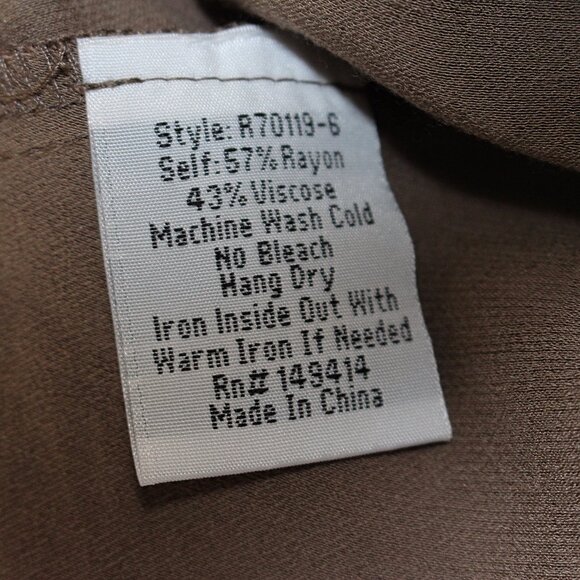 Style: R70119-6
Self: 57% Rayon
43% Viscose
Machine Wash Cold
No Bleach
Hang Dry
Iron Inside Out With
Warm Iron If Needed
Rn# 149414
Made In China